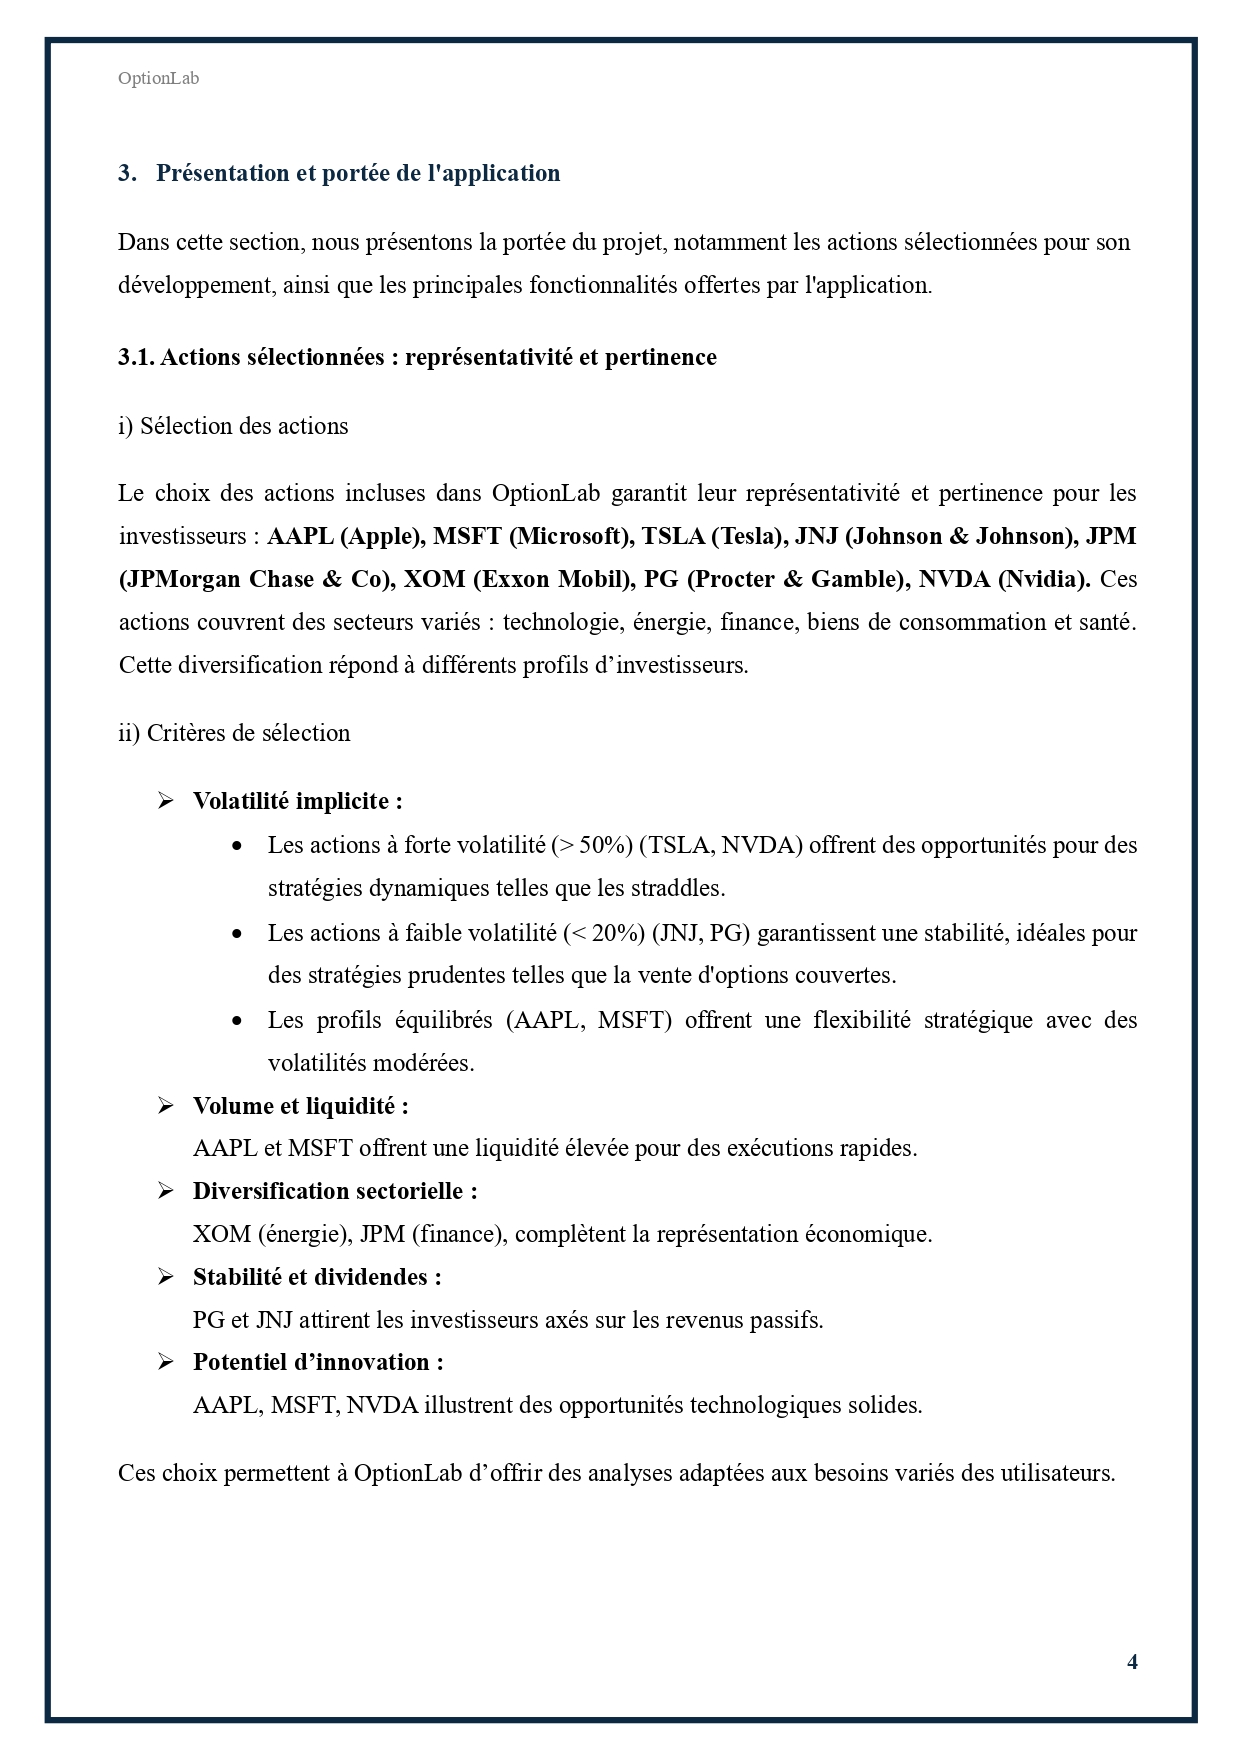 OptionLab
3. Présentation et portée de l'application
Dans cette section, nous présentons la portée du projet, notamment les actions sélectionnées pour son
développement, ainsi que les principales fonctionnalités offertes par l'application.
3.1. Actions sélectionnées : représentativité et pertinence
i) Sélection des actions
Le choix des actions incluses dans OptionLab garantit leur représentativité et pertinence pour les
investisseurs : AAPL (Apple), MSFT (Microsoft), TSLA (Tesla), JNJ (Johnson & Johnson), JPM
(JPMorgan Chase & Co), XOM (Exxon Mobil), PG (Procter & Gamble), NVDA (Nvidia). Ces
actions couvrent des secteurs variés : technologie, énergie, finance, biens de consommation et santé.
Cette diversification répond à différents profils d’investisseurs.
ii) Critères de sélection
➢ Volatilité implicite :
• Les actions à forte volatilité (> 50%) (TSLA, NVDA) offrent des opportunités pour des
stratégies dynamiques telles que les straddles.
• Les actions à faible volatilité (< 20%) (JNJ, PG) garantissent une stabilité, idéales pour
des stratégies prudentes telles que la vente d'options couvertes.
• Les profils équilibrés (AAPL, MSFT) offrent une flexibilité stratégique avec des
volatilités modérées.
➢ Volume et liquidité :
AAPL et MSFT offrent une liquidité élevée pour des exécutions rapides.
➢ Diversification sectorielle :
XOM (énergie), JPM (finance), complètent la représentation économique.
➢ Stabilité et dividendes :
PG et JNJ attirent les investisseurs axés sur les revenus passifs.
➢ Potentiel d’innovation :
AAPL, MSFT, NVDA illustrent des opportunités technologiques solides.
Ces choix permettent à OptionLab d’offrir des analyses adaptées aux besoins variés des utilisateurs.
4